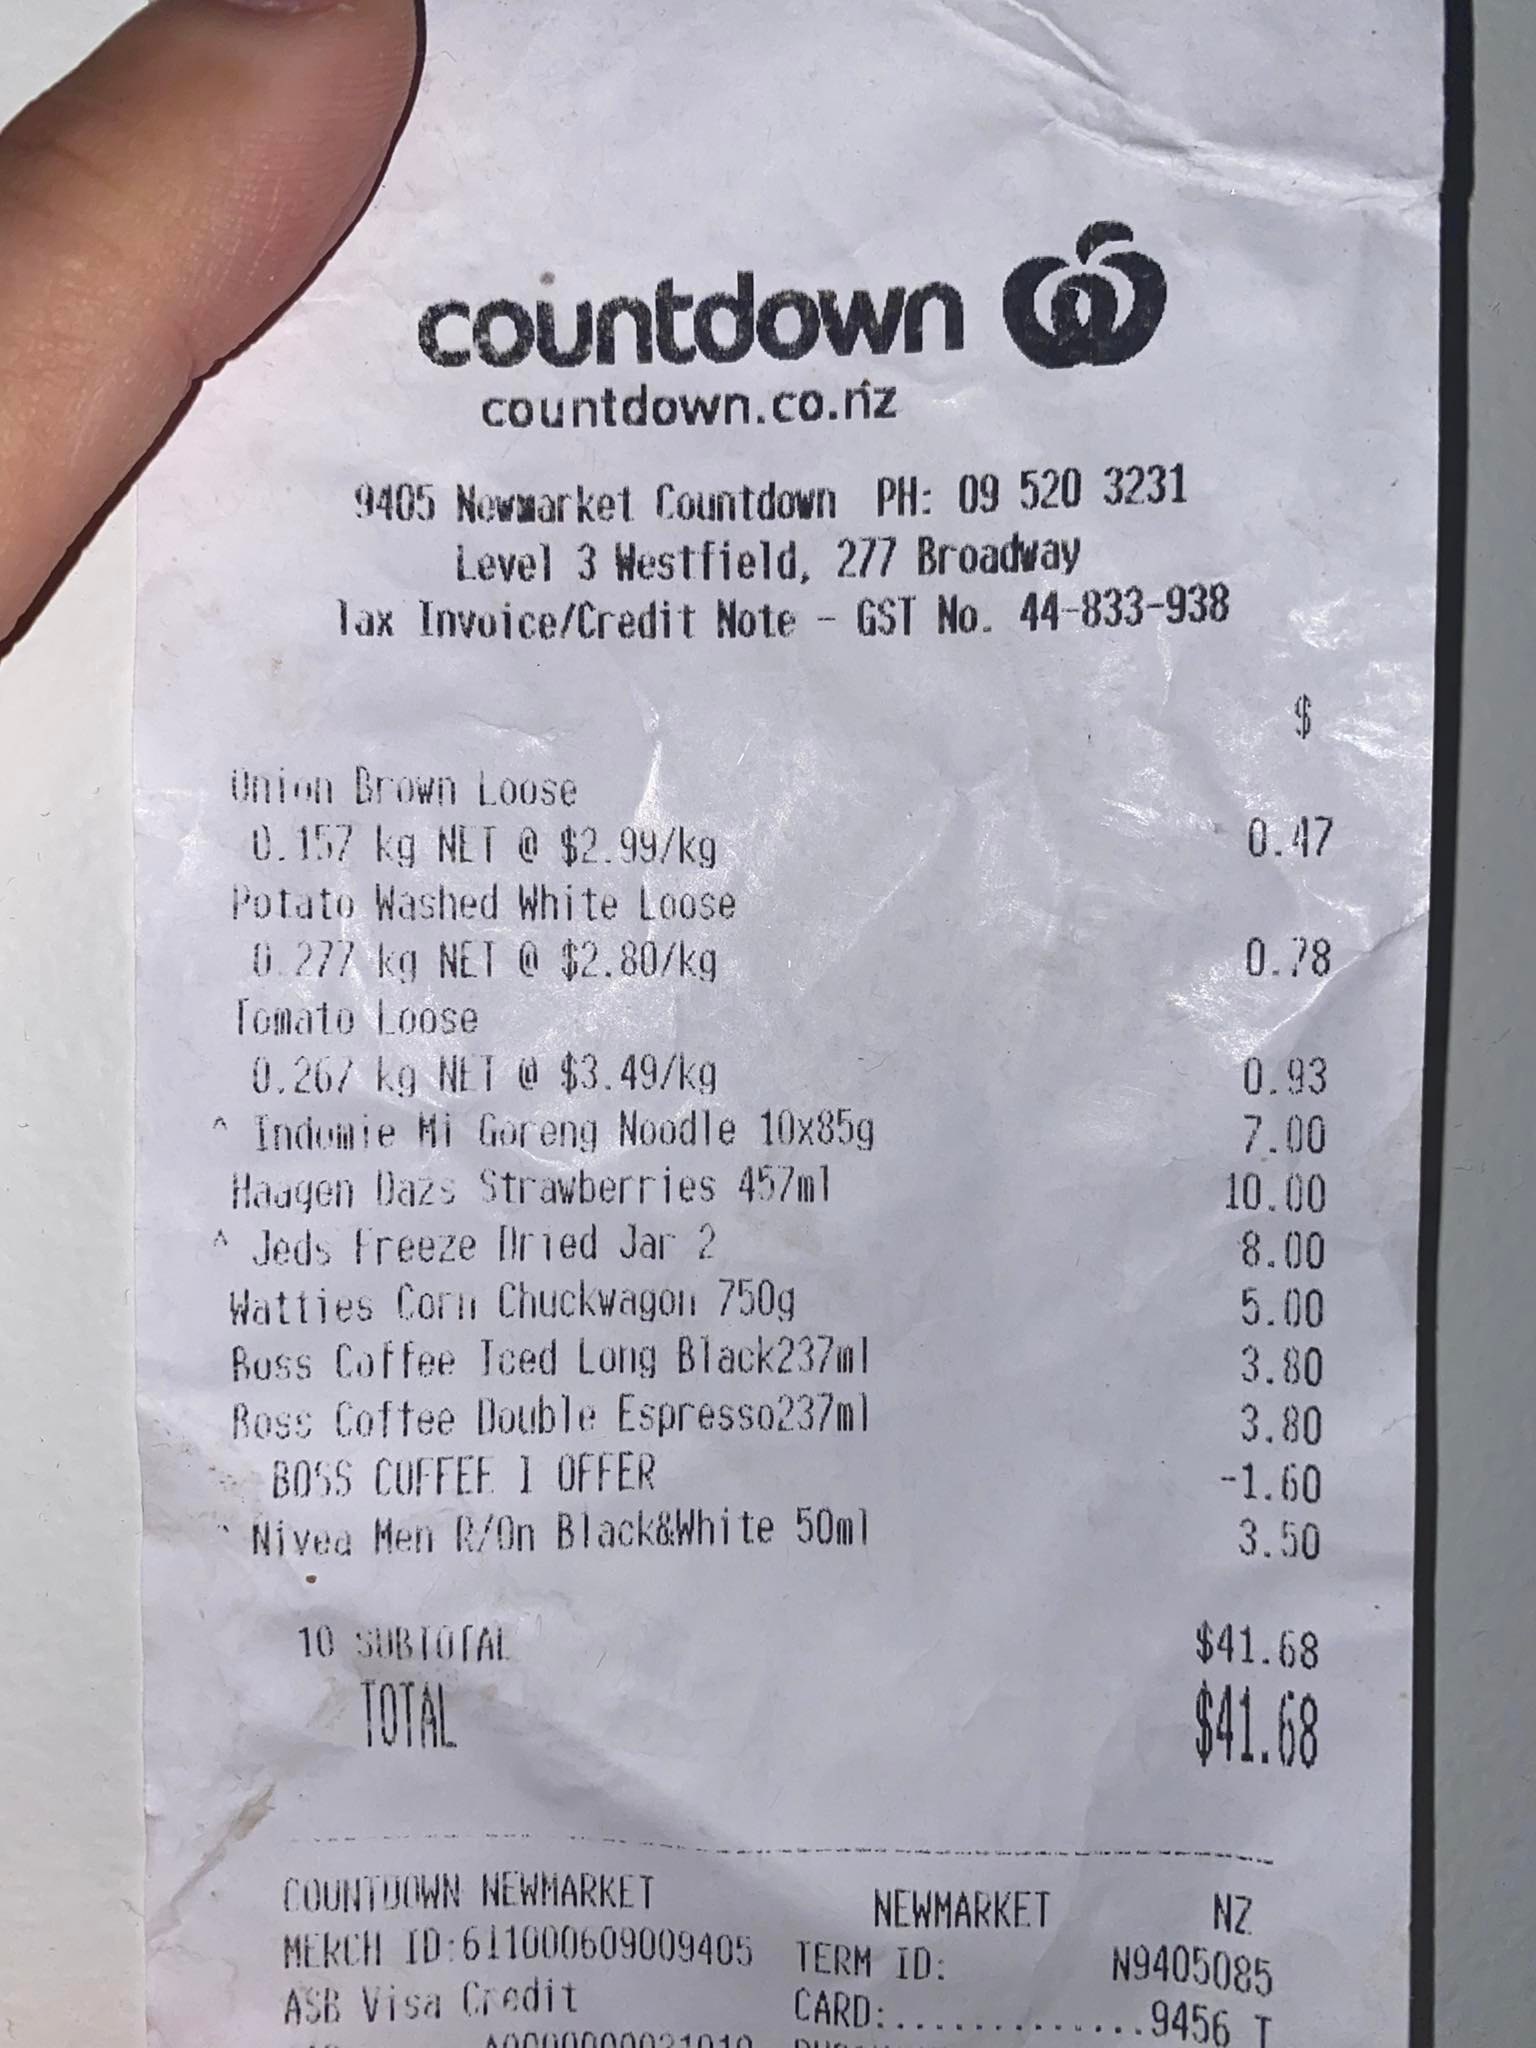 countdown
countdown.co.nz
9405 Newmarket Countdown PH: 09 520 3231
Level 3 Westfield, 277 Broadway
Tax Invoice/Credit Note - GST No. 44-833-938
$
Onion Brown Loose
0.157 kg NET @ $2.99/kg 0.47
Potato Washed White Loose
0.277 kg NET @ $2.80/kg 0.78
Tomato Loose
0.267 kg NET @ $3.49/kg 0.93
^ Indomie Mi Goreng Noodle 10x85g 7.00
Haagen Dazs Strawberries 457ml 10.00
^ Jeds Freeze Dried Jar 2 8.00
Watties Corn Chuckwagon 750g 5.00
Boss Coffee Iced Long Black237ml 3.80
Boss Coffee Double Espresso237ml 3.80
BOSS COFFEE 1 OFFER -1.60
^ Nivea Men R/On Black&White 50ml 3.50
10 SUBTOTAL $41.68
TOTAL $41.68
COUNTDOWN NEWMARKET NEWMARKET NZ
MERCH ID:611000609009405 TERM ID: N9405085
ASB Visa Credit CARD:.............9456 T